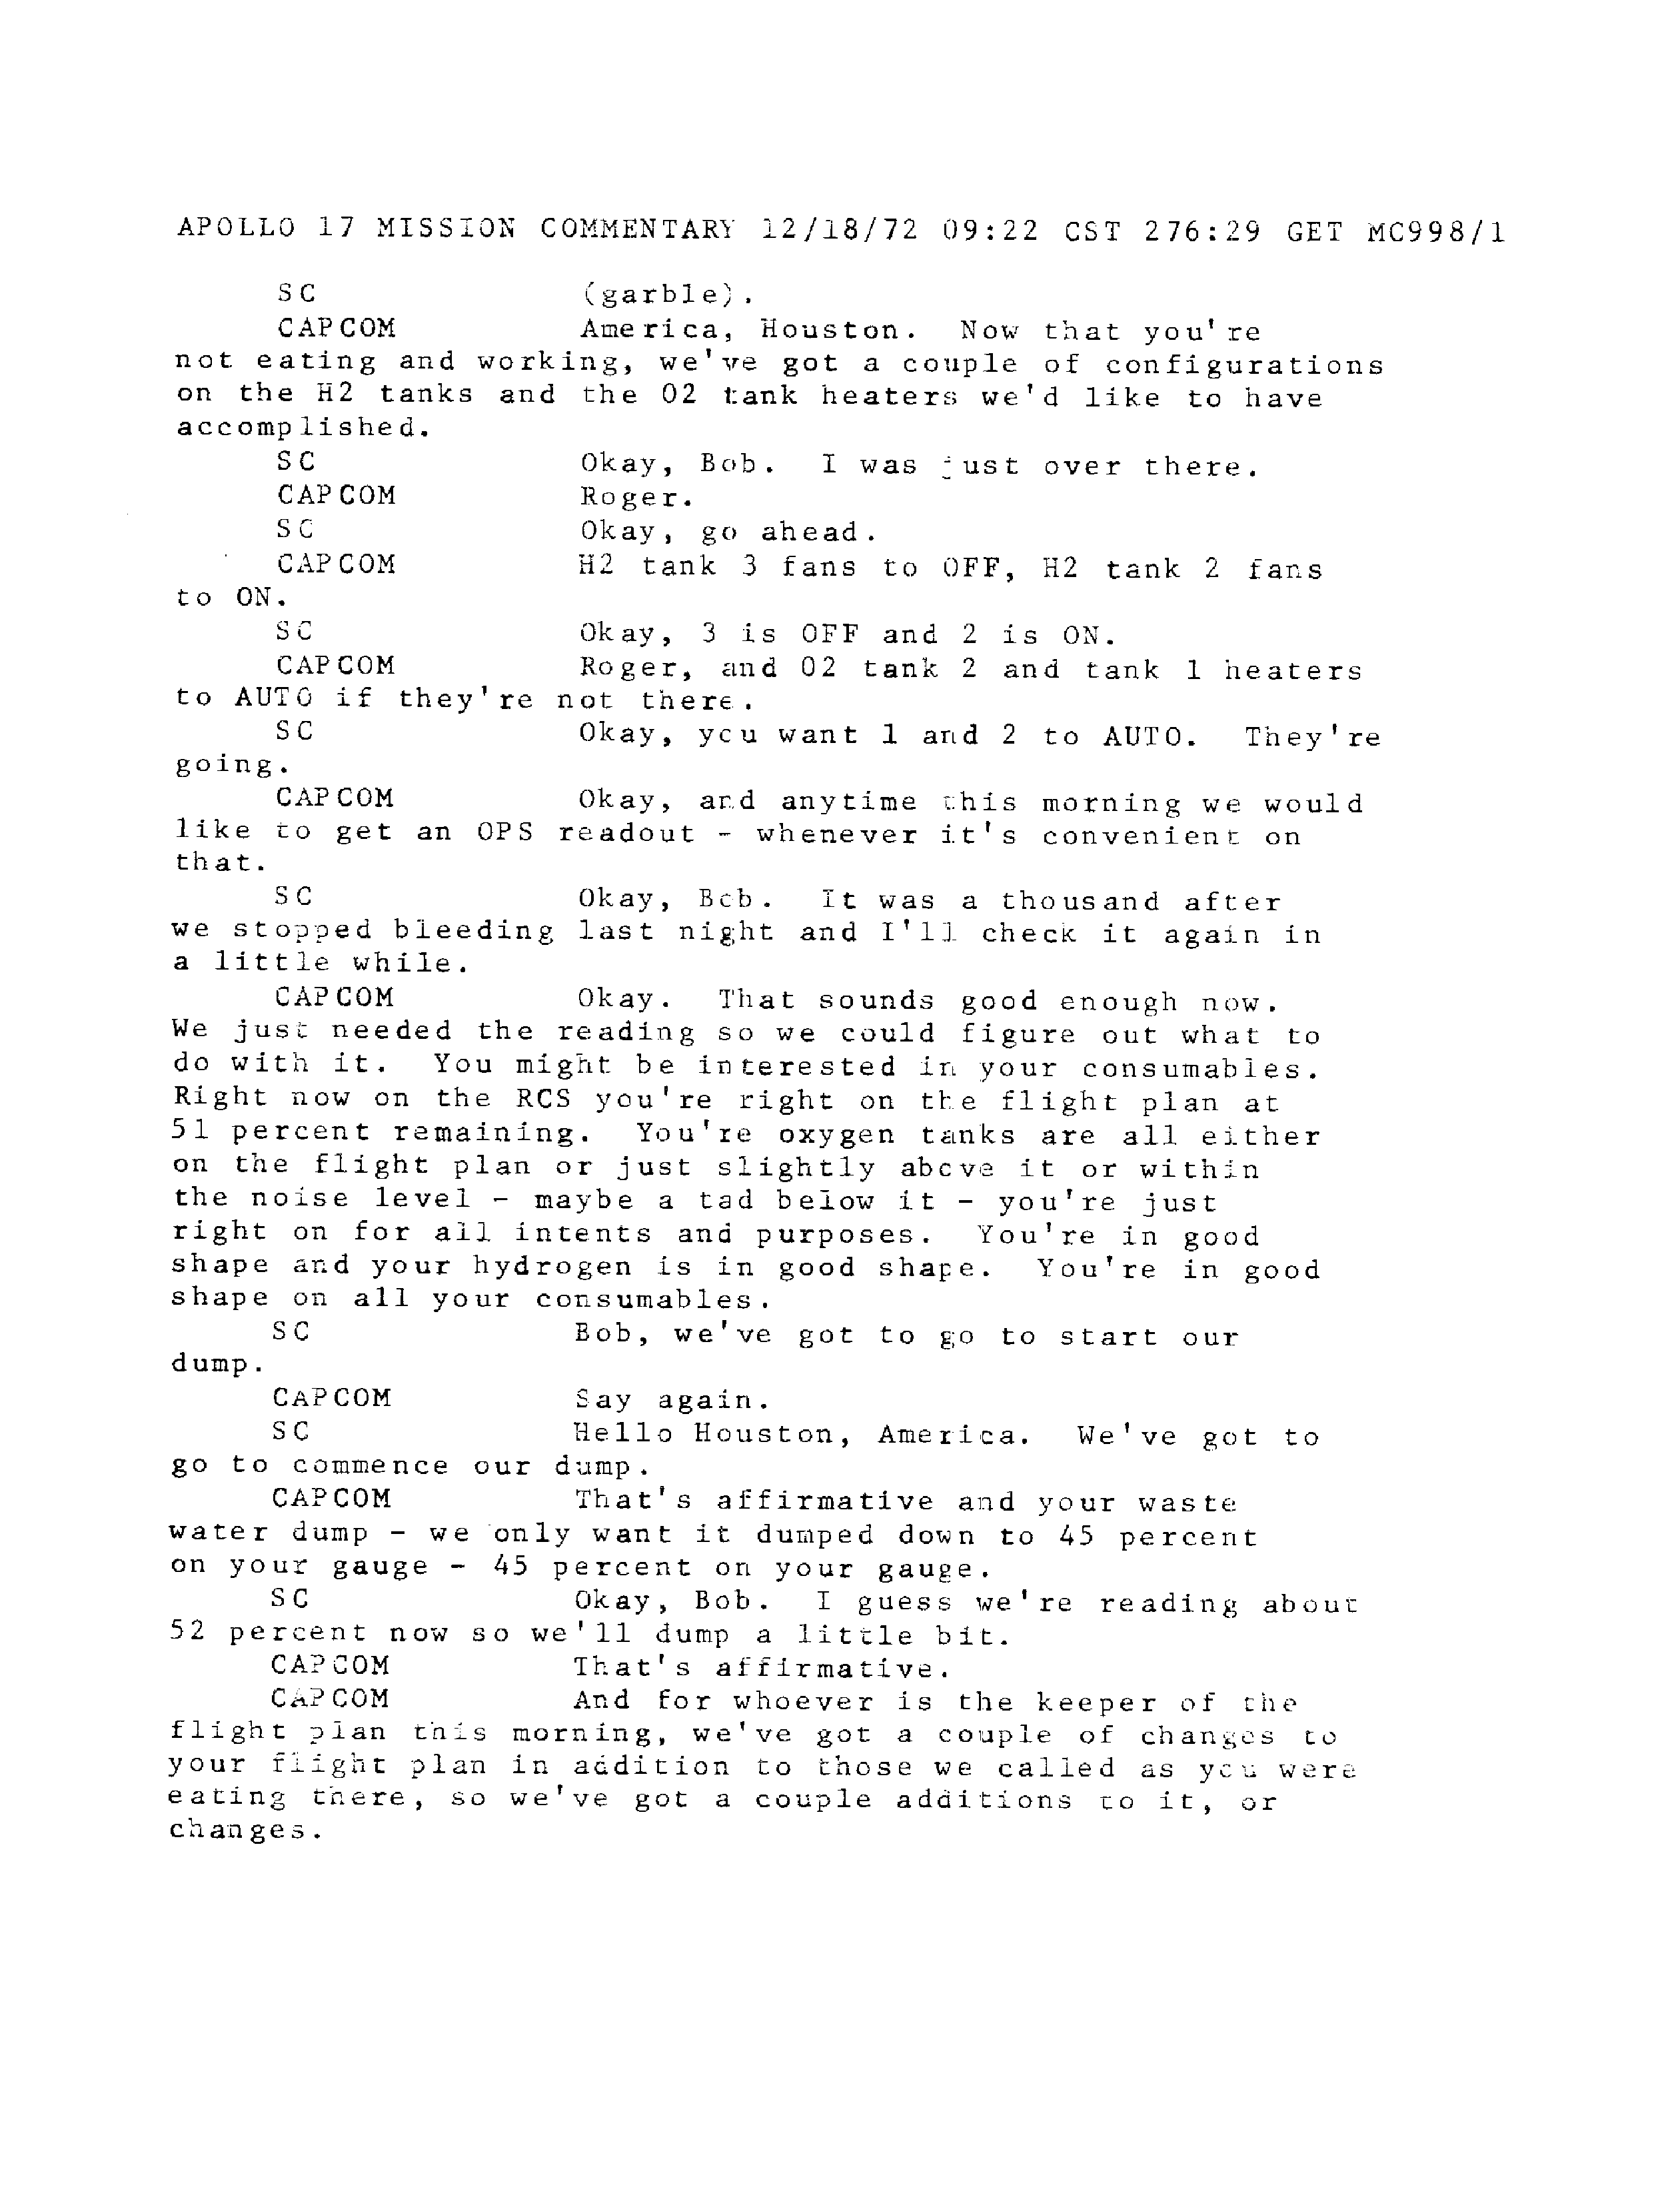 APOLLO 17 MISSION COMMENTARY 12/18/72 09:22 CST 276:29 GET MC998/1
SC (garble).
CAPCOM America, Houston. Now that you're
not eating and working, we've got a couple of configurations
on the H2 tanks and the O2 tank heaters we'd like to have
accomplished.
SC Okay, Bob. I was just over there.
CAPCOM Roger.
SC Okay, go ahead.
CAPCOM H2 tank 3 fans to OFF, H2 tank 2 fans
to ON.
SC Okay, 3 is OFF and 2 is ON.
CAPCOM Roger, and O2 tank 2 and tank 1 heaters
to AUTO if they're not there.
SC Okay, you want 1 and 2 to AUTO. They're
going.
CAPCOM Okay, and anytime this morning we would
like to get an OPS readout - whenever it's convenient on
that.
SC Okay, Bob. It was a thousand after
we stopped bleeding last night and I'll check it again in
a little while.
CAPCOM Okay. That sounds good enough now.
We just needed the reading so we could figure out what to
do with it. You might be interested in your consumables.
Right now on the RCS you're right on the flight plan at
51 percent remaining. You're oxygen tanks are all either
on the flight plan or just slightly above it or within
the noise level - maybe a tad below it - you're just
right on for all intents and purposes. You're in good
shape and your hydrogen is in good shape. You're in good
shape on all your consumables.
SC Bob, we've got to go to start our
dump.
CAPCOM Say again.
SC Hello Houston, America. We've got to
go to commence our dump.
CAPCOM That's affirmative and your waste
water dump - we only want it dumped down to 45 percent
on your gauge - 45 percent on your gauge.
SC Okay, Bob. I guess we're reading about
52 percent now so we'll dump a little bit.
CAPCOM That's affirmative.
CAPCOM And for whoever is the keeper of the
flight plan this morning, we've got a couple of changes to
your flight plan in addition to those we called as you were
eating there, so we've got a couple additions to it, or
changes.